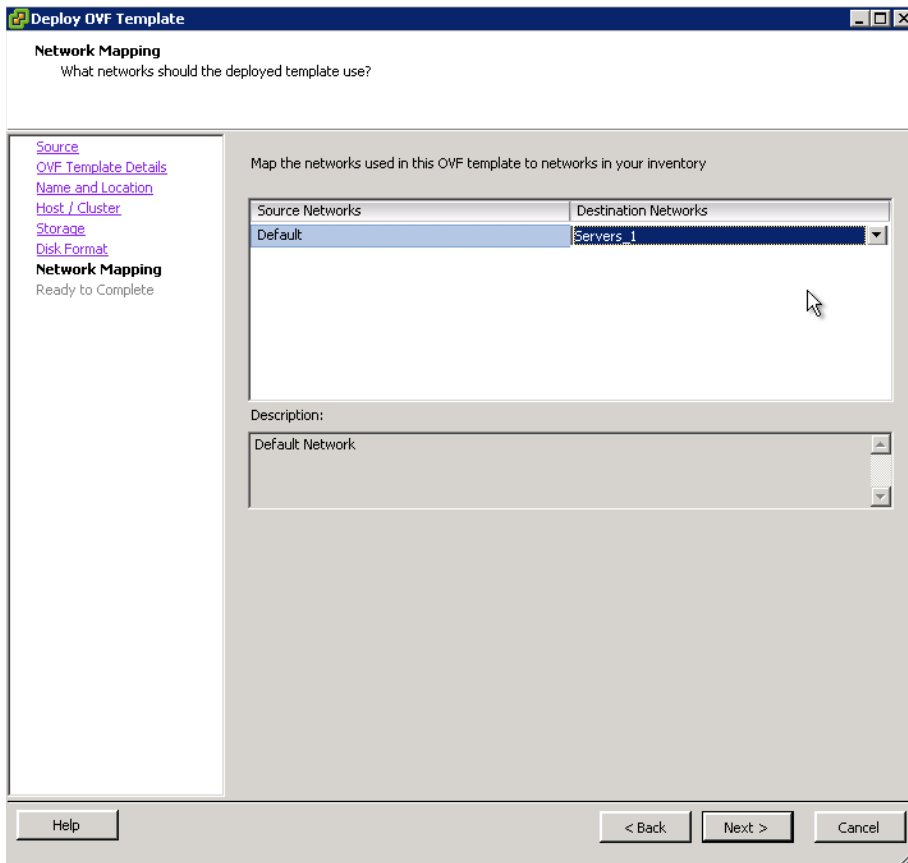 Deploy OVF Template
Network Mapping
What networks should the deployed template use?
Source
OVF Template Details
Name and Location
Host / Cluster
Storage
Disk Format
Network Mapping
Ready to Complete
Map the networks used in this OVF template to networks in your inventory
Source Networks Destination Networks
Default Servers_1
Description:
Default Network
Help < Back Next > Cancel